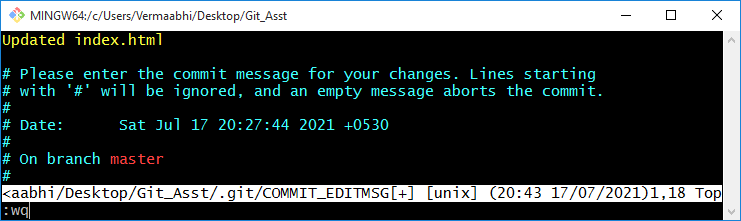 MINGW64:/c/Users/Vermaabhi/Desktop/Git_Asst
Updated index.html
# Please enter the commit message for your changes. Lines starting
# with '#' will be ignored, and an empty message aborts the commit.
#
# Date:      Sat Jul 17 20:27:44 2021 +0530
#
# On branch master
#
<aabhi/Desktop/Git_Asst/.git/COMMIT_EDITMSG[+] [unix] (20:43 17/07/2021)1,18 Top
:wq